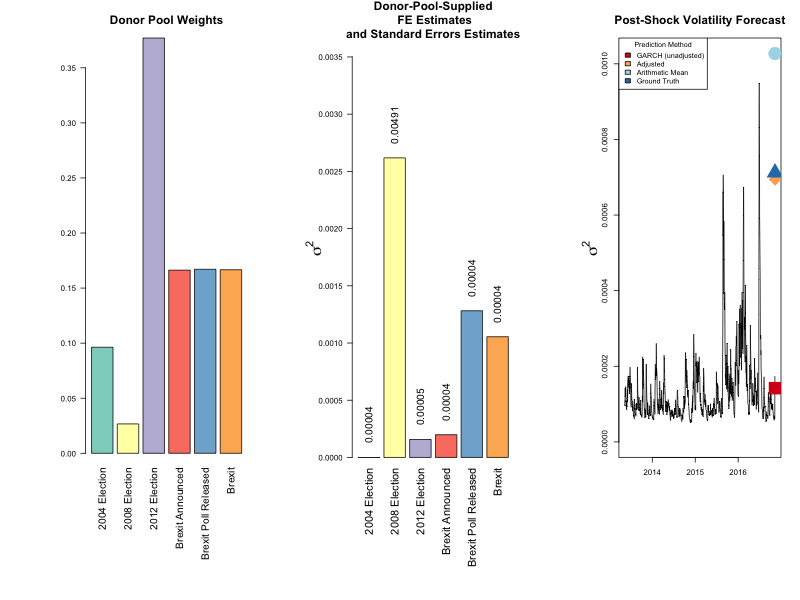 Donor Pool Weights
0.35
0.30
0.25
0.20
0.15
0.10
0.05
0.00
2004 Election
2008 Election
2012 Election
Brexit Announced
Brexit Poll Released
Brexit
Donor-Pool-Supplied
FE Estimates
and Standard Errors Estimates
σ2
0.0035
0.0030
0.0025
0.0020
0.0015
0.0010
0.0005
0.0000
0.00004
0.00491
0.00005
0.00004
0.00004
0.00004
2004 Election
2008 Election
2012 Election
Brexit Announced
Brexit Poll Released
Brexit
Post-Shock Volatility Forecast
σ2
0.0010
0.0008
0.0006
0.0004
0.0002
0.0000
Prediction Method
GARCH (unadjusted)
Adjusted
Arithmetic Mean
Ground Truth
2014
2015
2016